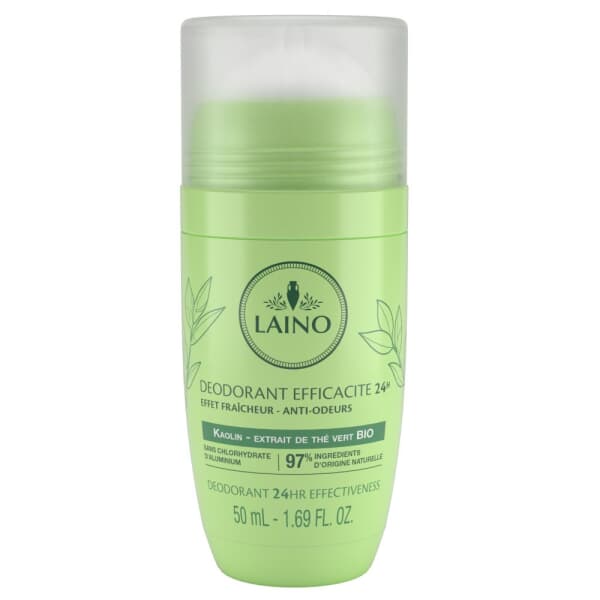 LAINO
DEODORANT EFFICACITE 24H
EFFET FRAÎCHEUR - ANTI-ODEURS
KAOLIN - EXTRAIT DE THÉ VERT BIO
SANS CHLORHYDRATE
D'ALUMINIUM
97% INGREDIENTS
D'ORIGINE NATURELLE
DEODORANT 24HR EFFECTIVENESS
50 mL - 1.69 FL. OZ.